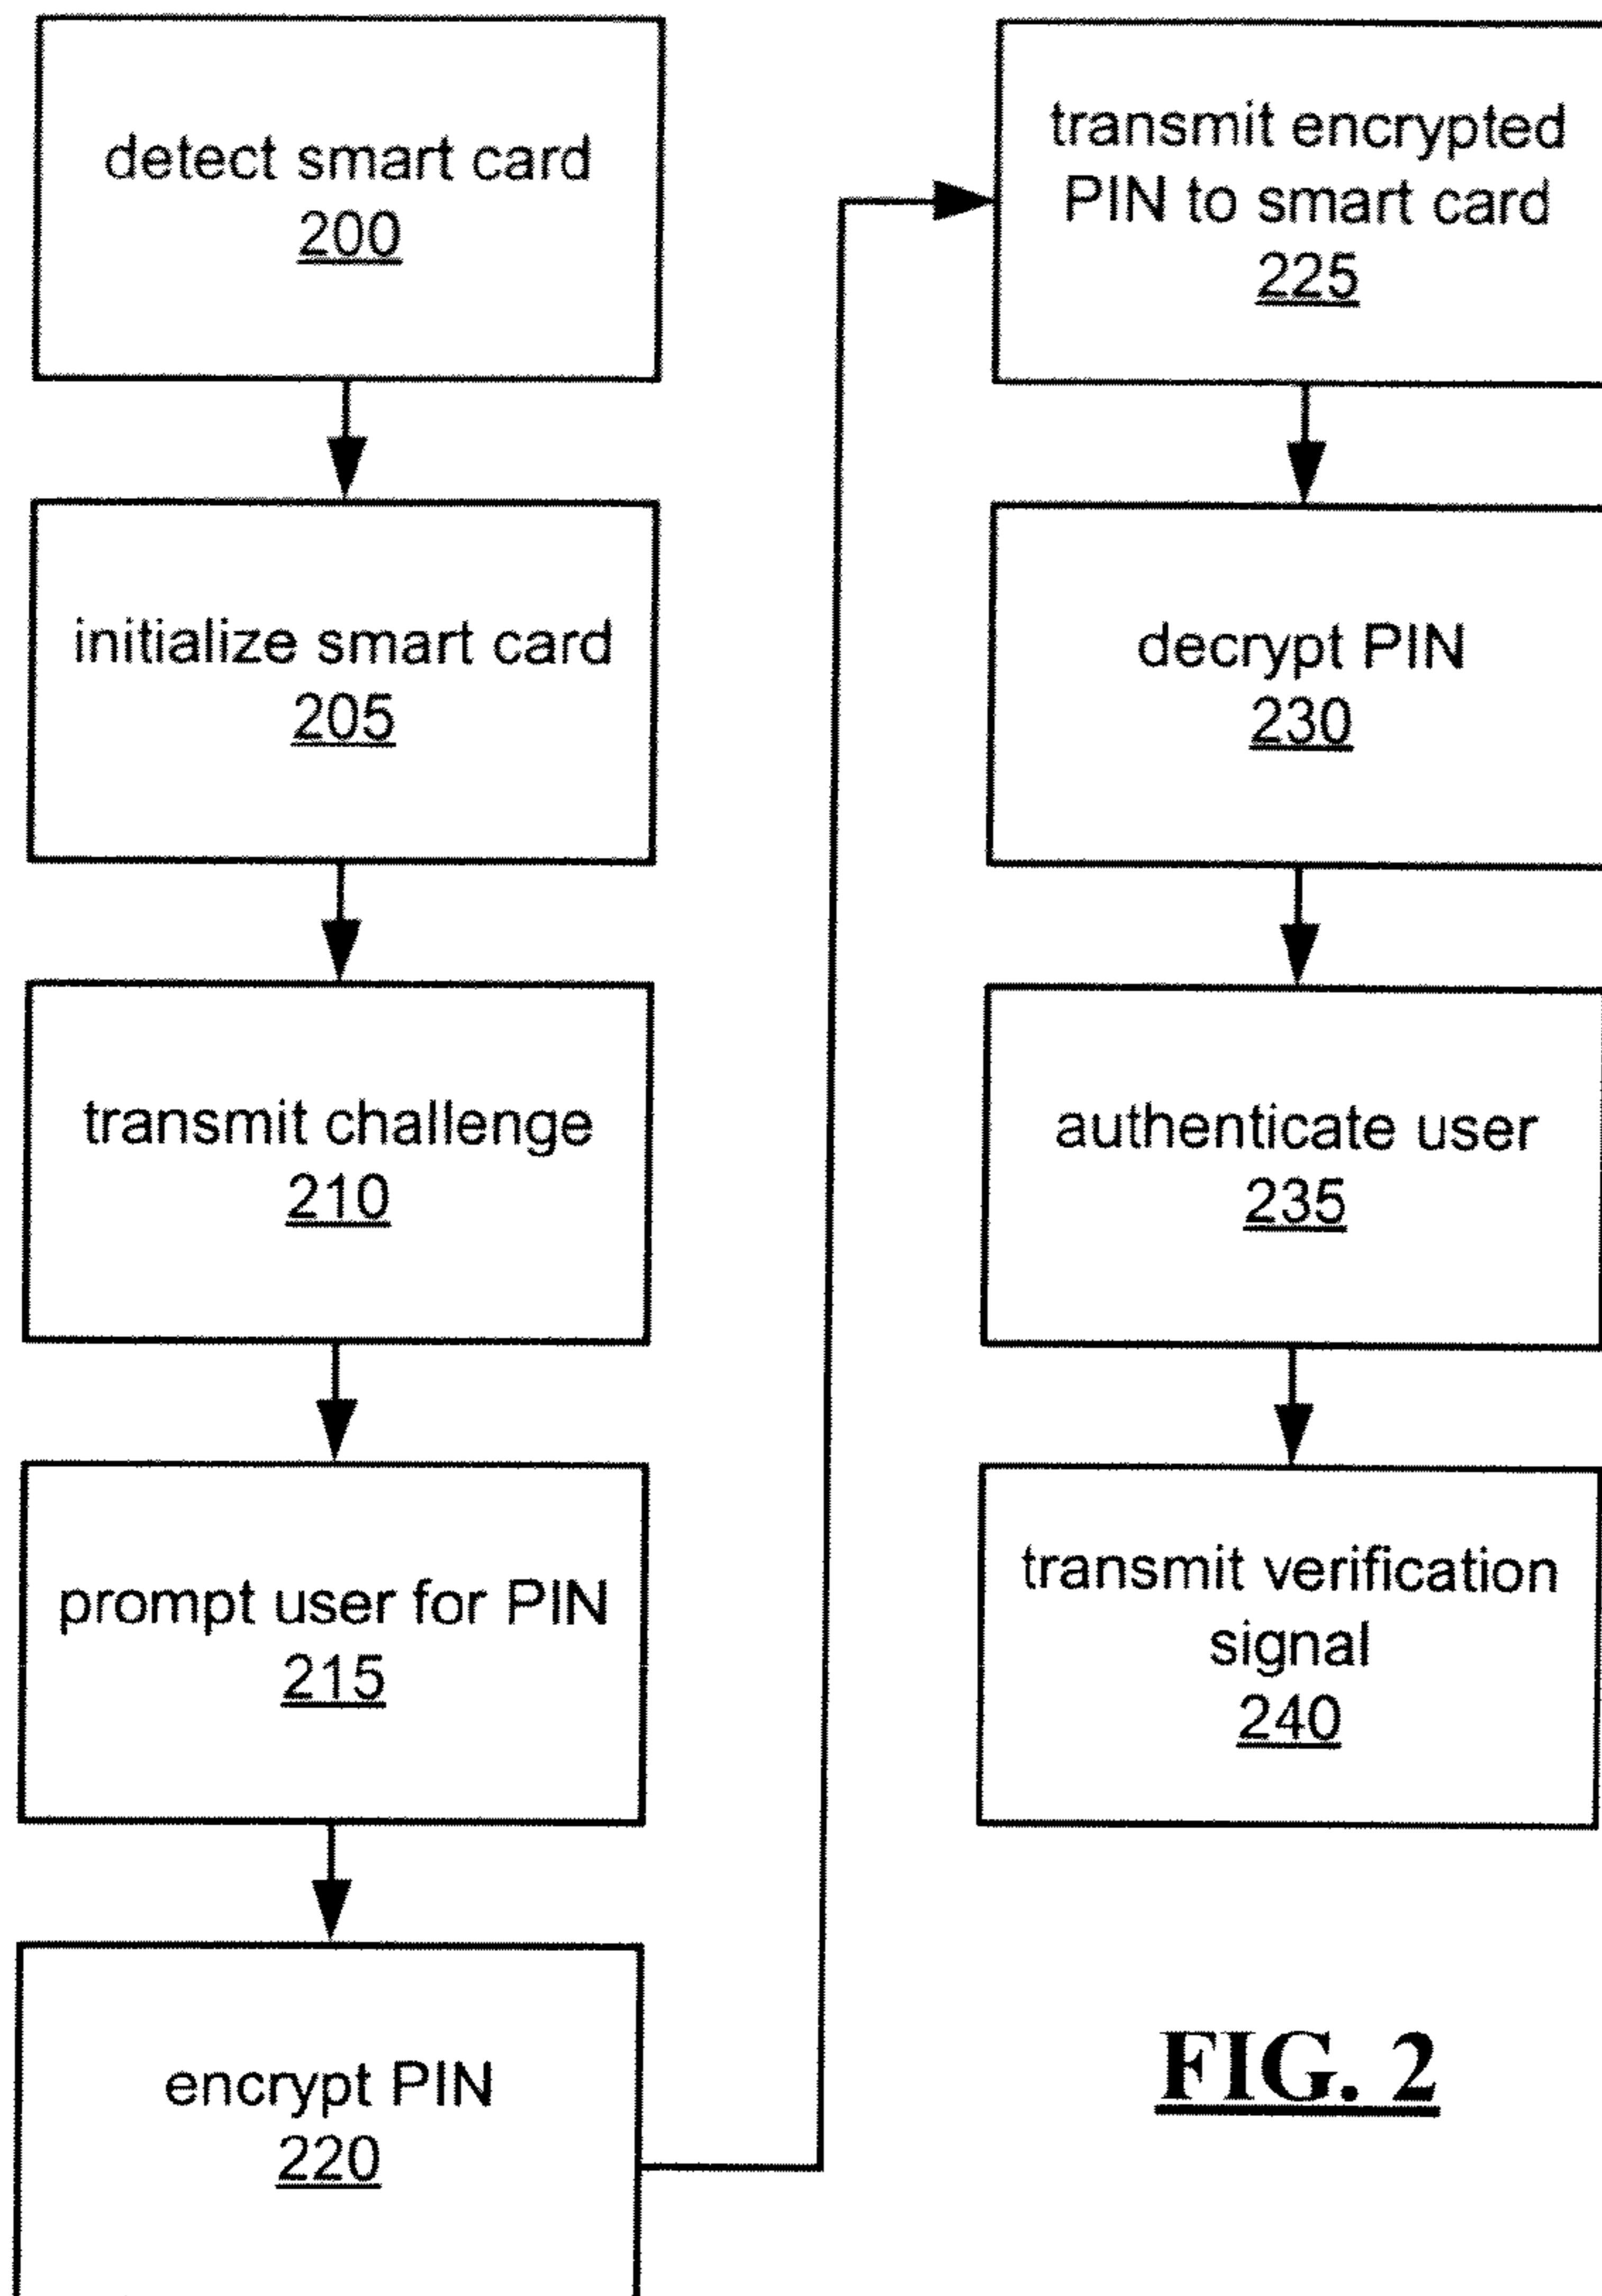 detect smart card
200
initialize smart card
205
transmit challenge
210
prompt user for PIN
215
encrypt PIN
220
transmit encrypted
PIN to smart card
225
decrypt PIN
230
authenticate user
235
transmit verification
signal
240
FIG. 2